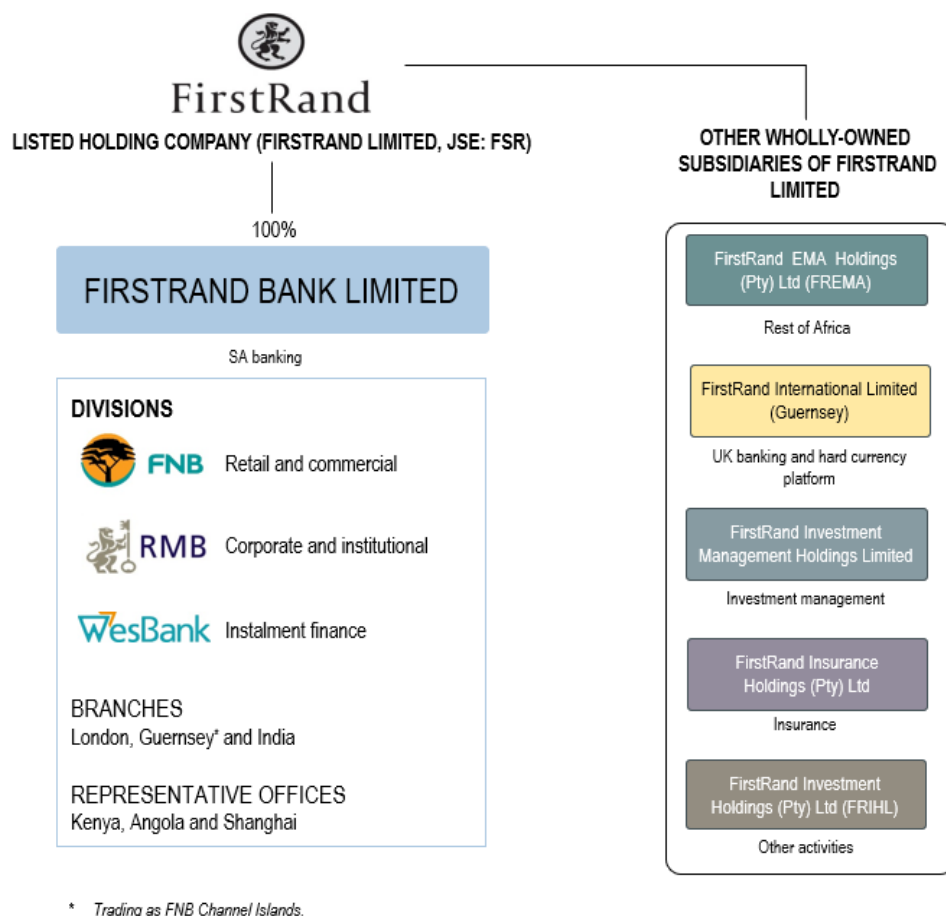 FirstRand
LISTED HOLDING COMPANY (FIRSTRAND LIMITED, JSE: FSR)
100%
FIRSTRAND BANK LIMITED
SA banking
DIVISIONS
FNB Retail and commercial
RMB Corporate and institutional
WesBank Instalment finance
BRANCHES
London, Guernsey* and India
REPRESENTATIVE OFFICES
Kenya, Angola and Shanghai
* Trading as FNB Channel Islands.
OTHER WHOLLY-OWNED
SUBSIDIARIES OF FIRSTRAND
LIMITED
FirstRand EMA Holdings
(Pty) Ltd (FREMA)
Rest of Africa
FirstRand International Limited
(Guernsey)
UK banking and hard currency
platform
FirstRand Investment
Management Holdings Limited
Investment management
FirstRand Insurance
Holdings (Pty) Ltd
Insurance
FirstRand Investment
Holdings (Pty) Ltd (FRIHL)
Other activities